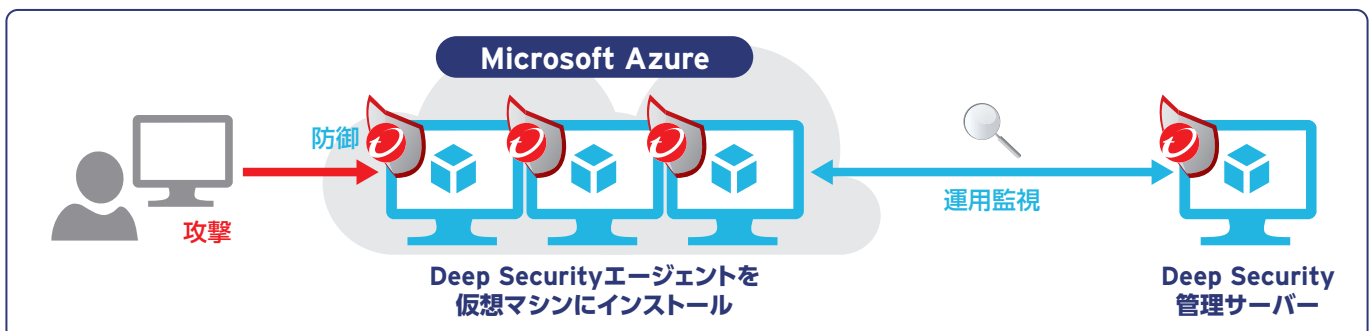 Microsoft Azure
防御
攻撃
運用監視
Deep Securityエージェントを
仮想マシンにインストール
Deep Security
管理サーバー